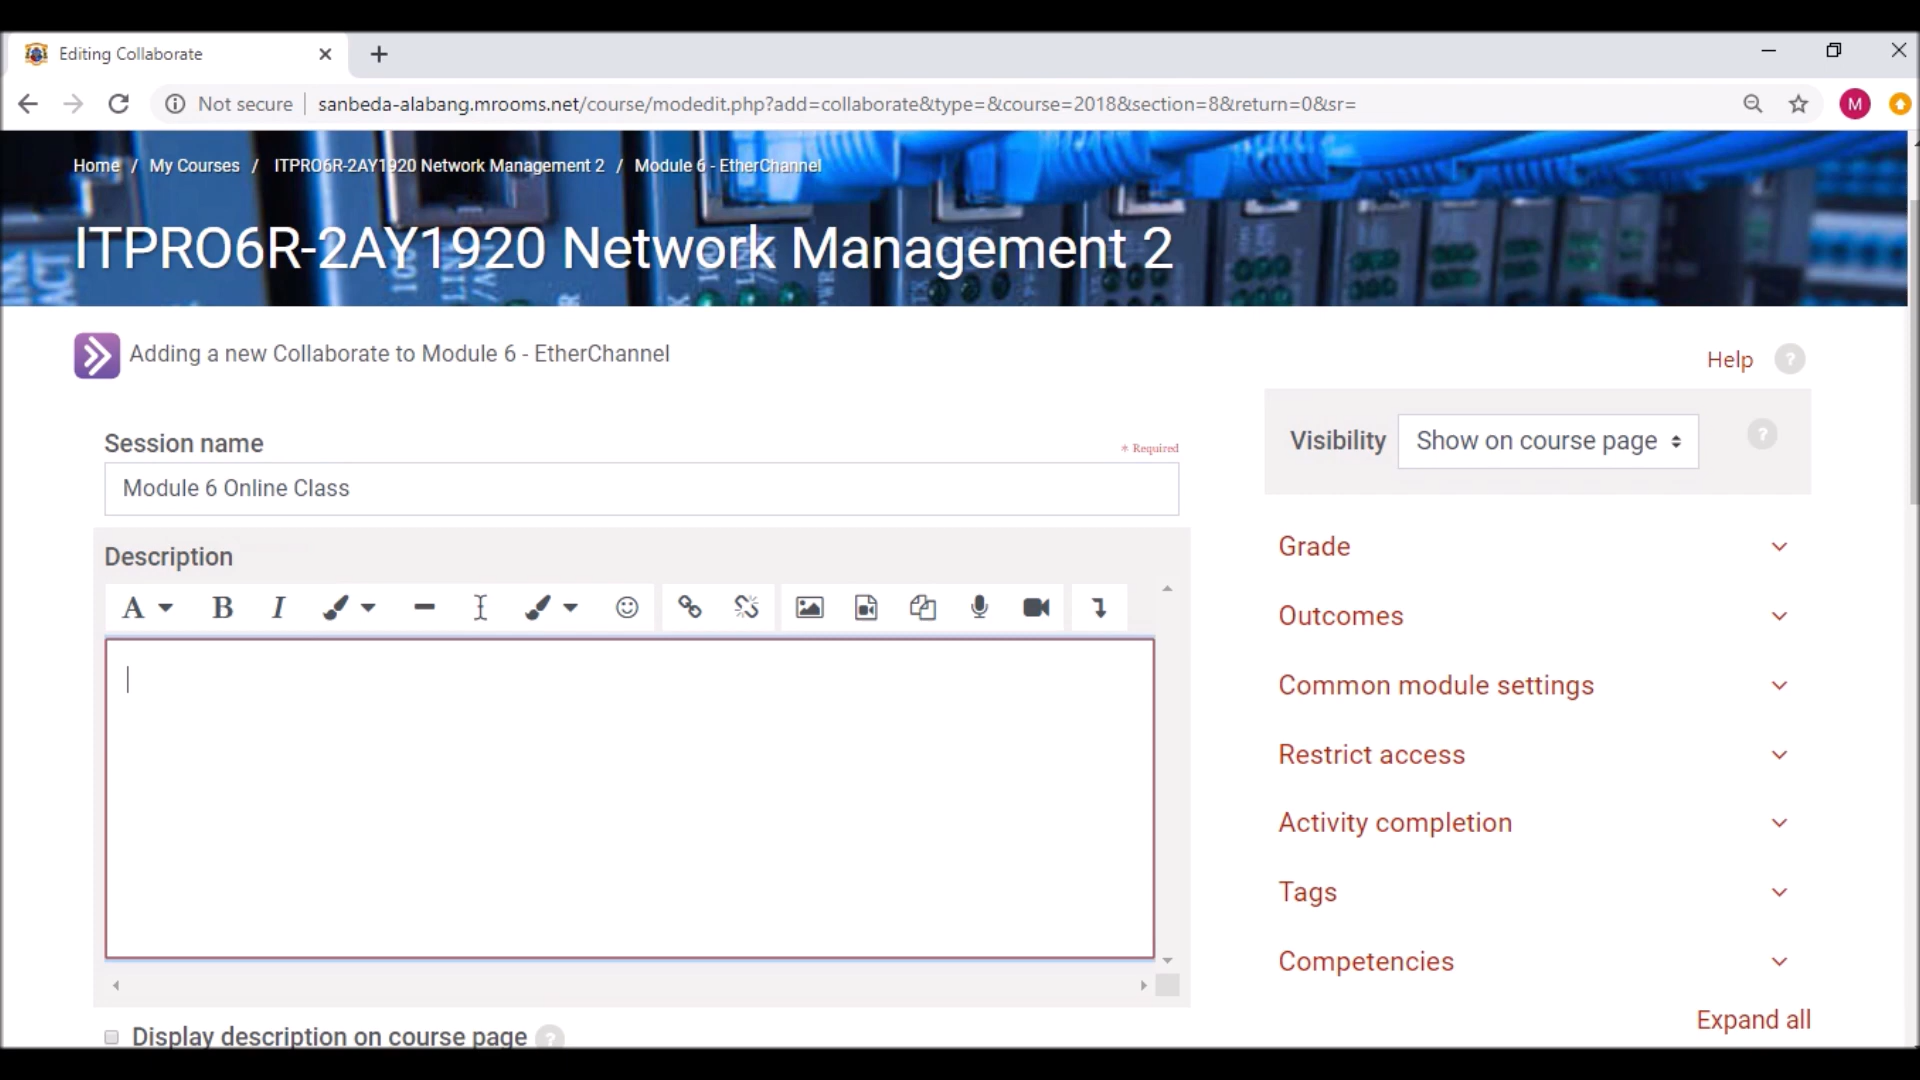 Editing Collaborate
Not secure
sanbeda-alabang.mrooms.net/course/modedit.php?add=collaborate&type=&course=2018&section=8&return=0&sr=
M
Home / My Courses / ITPRO6R-2AY1920 Network Management 2 / Module 6 - EtherChannel
ITPRO6R-2AY1920 Network Management 2
Adding a new Collaborate to Module 6 - EtherChannel
Help ?
Session name
* Required
Module 6 Online Class
Visibility
Show on course page
?
Description
A B I
Grade
Outcomes
Common module settings
Restrict access
Activity completion
Tags
Competencies
Expand all
Display description on course page ?